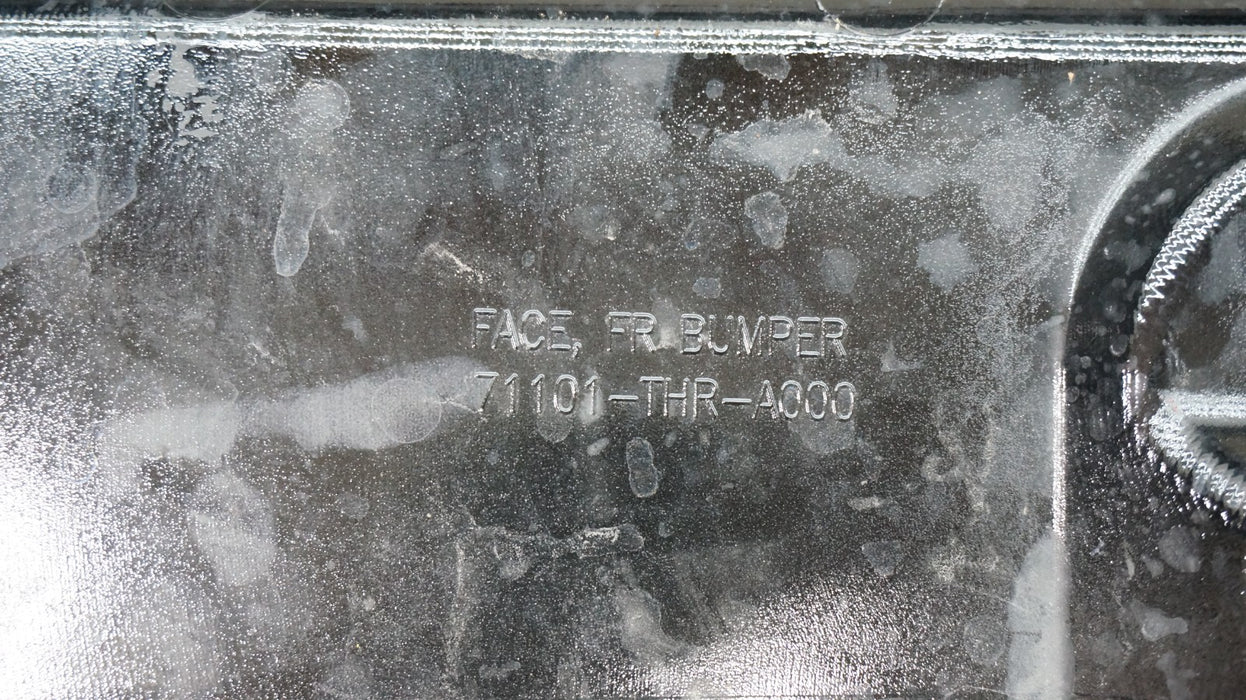 FACE, FR BUMPER
71101-THR-A000